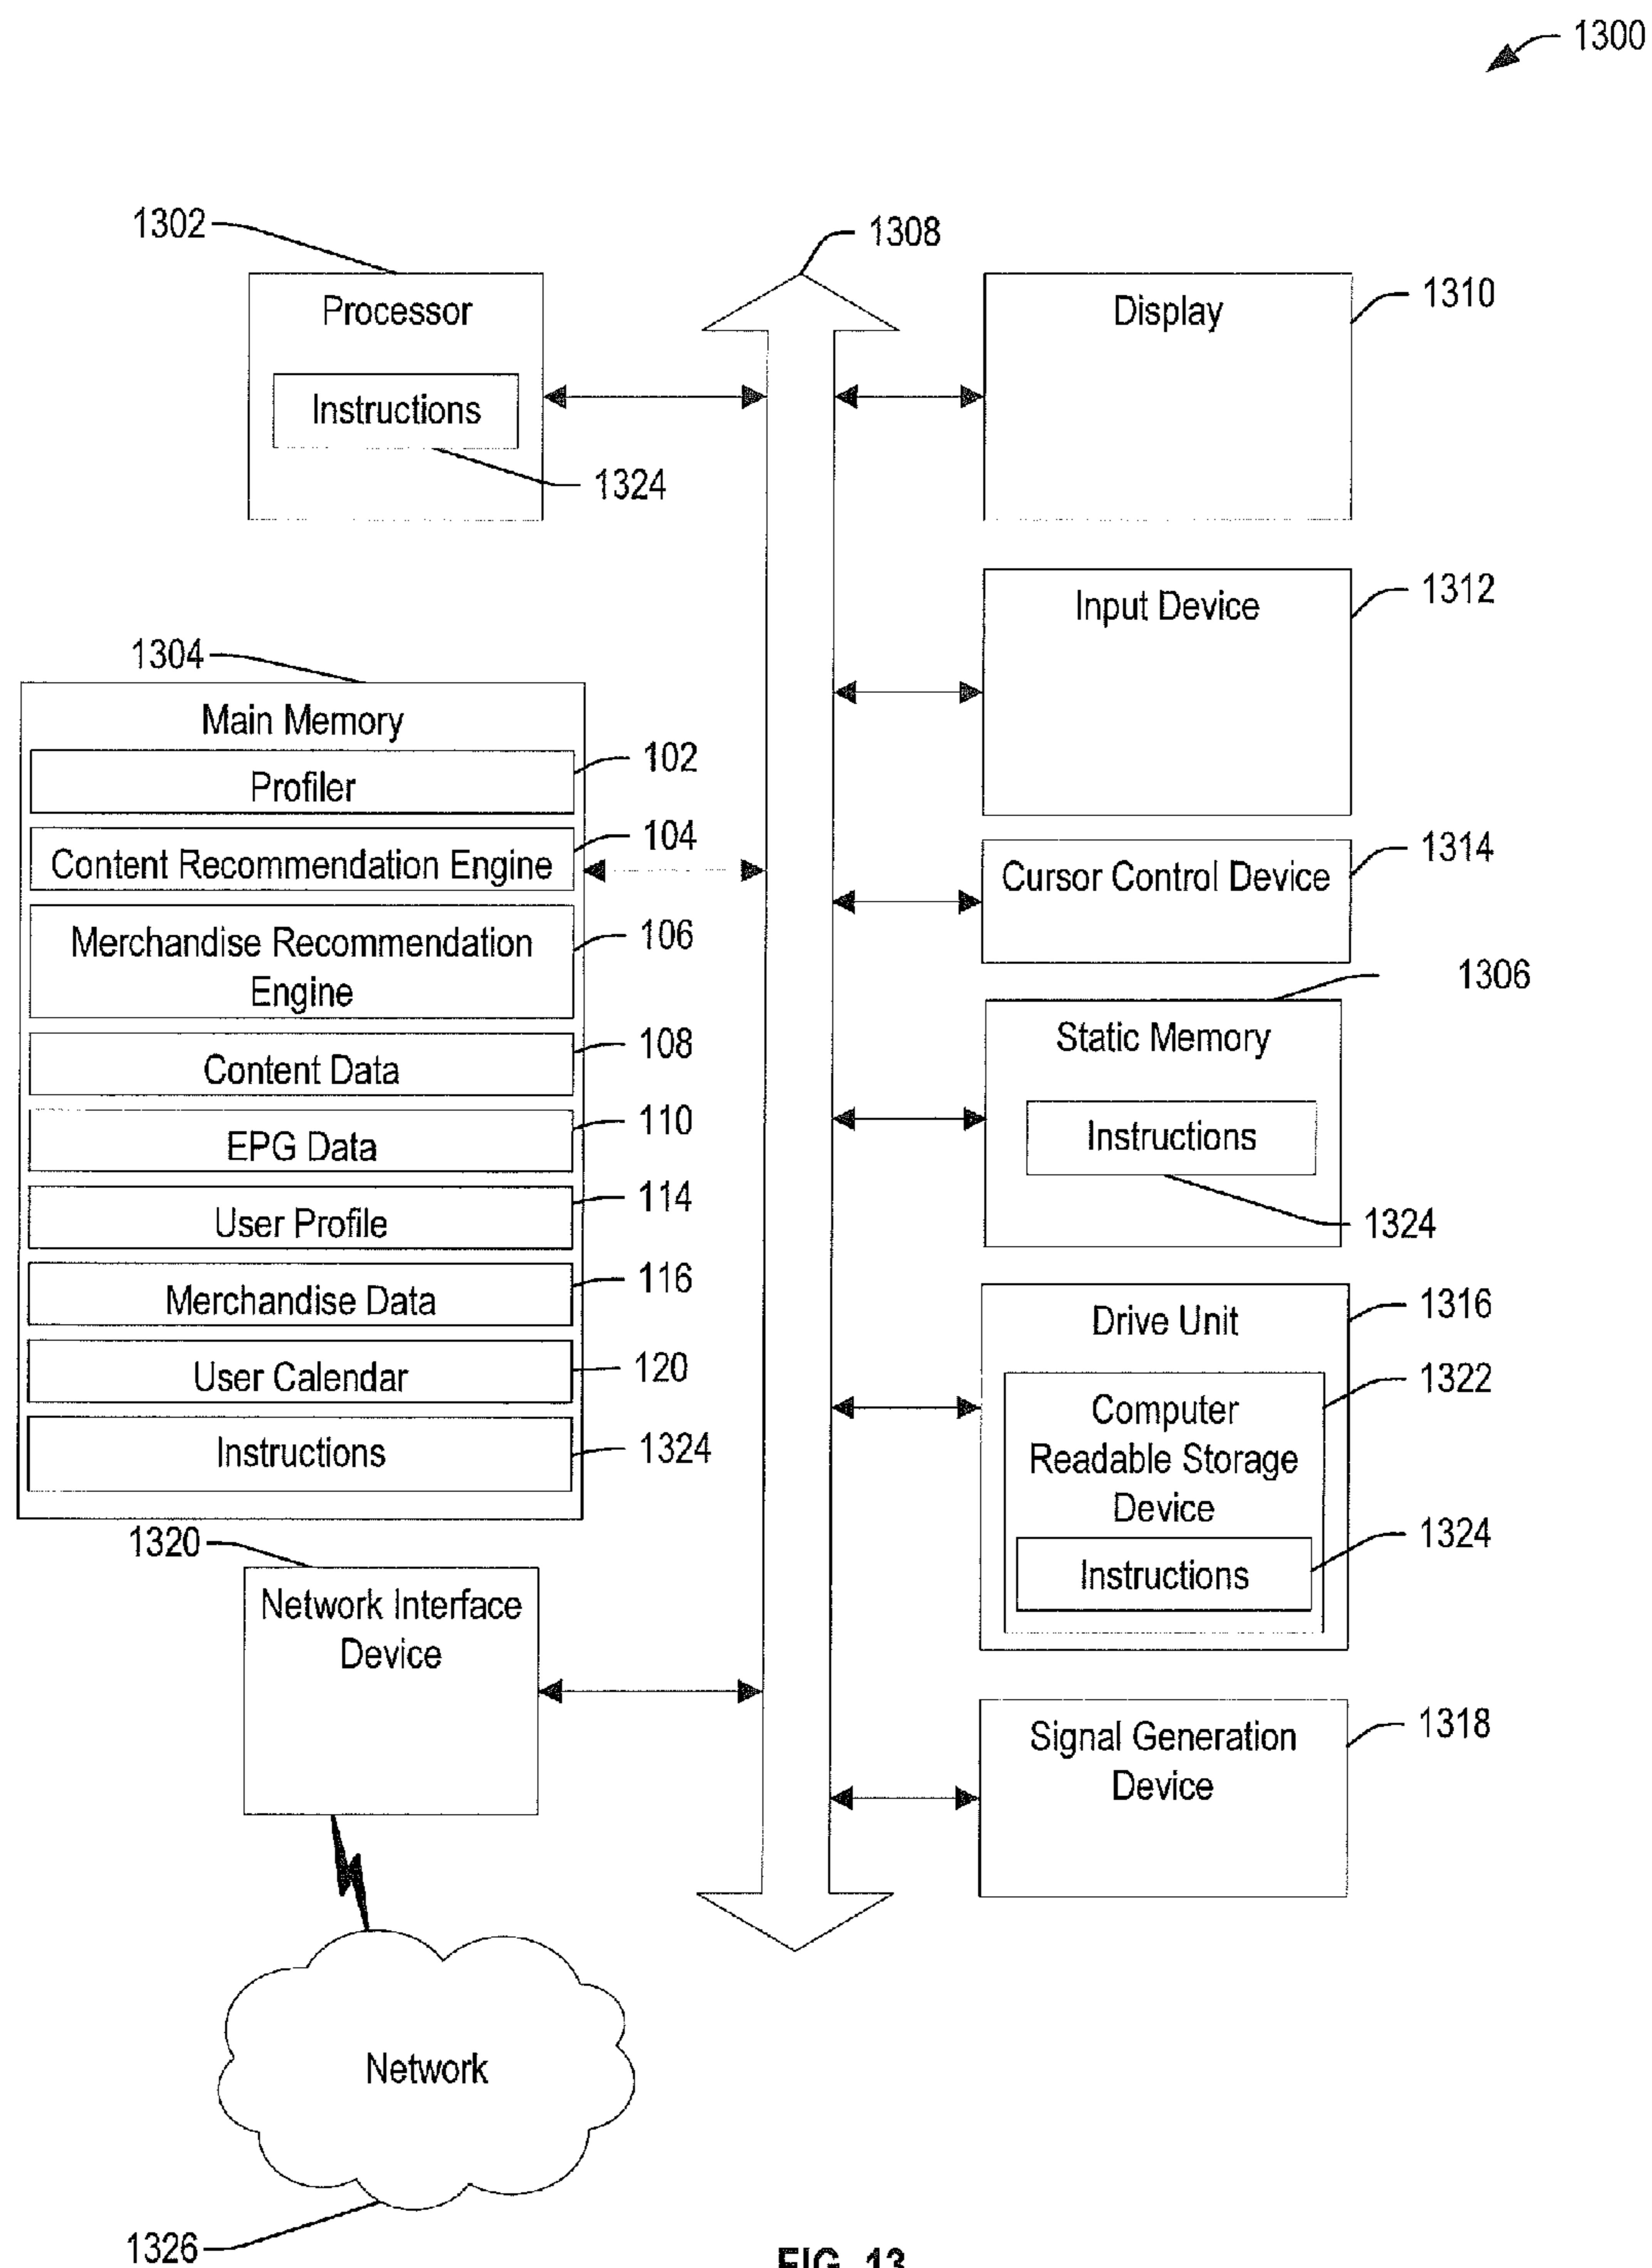 1300
1302
1308
Processor
Instructions
1324
Display
1310
Input Device
1312
1304
Main Memory
Profiler
102
Content Recommendation Engine
104
Merchandise Recommendation
Engine
106
Content Data
108
EPG Data
110
User Profile
114
Merchandise Data
116
User Calendar
120
Instructions
1324
Cursor Control Device
1314
1306
Static Memory
Instructions
1324
Drive Unit
1316
Computer
Readable Storage
Device
1322
Instructions
1324
1320
Network Interface
Device
Signal Generation
Device
1318
Network
1326
FIG. 13